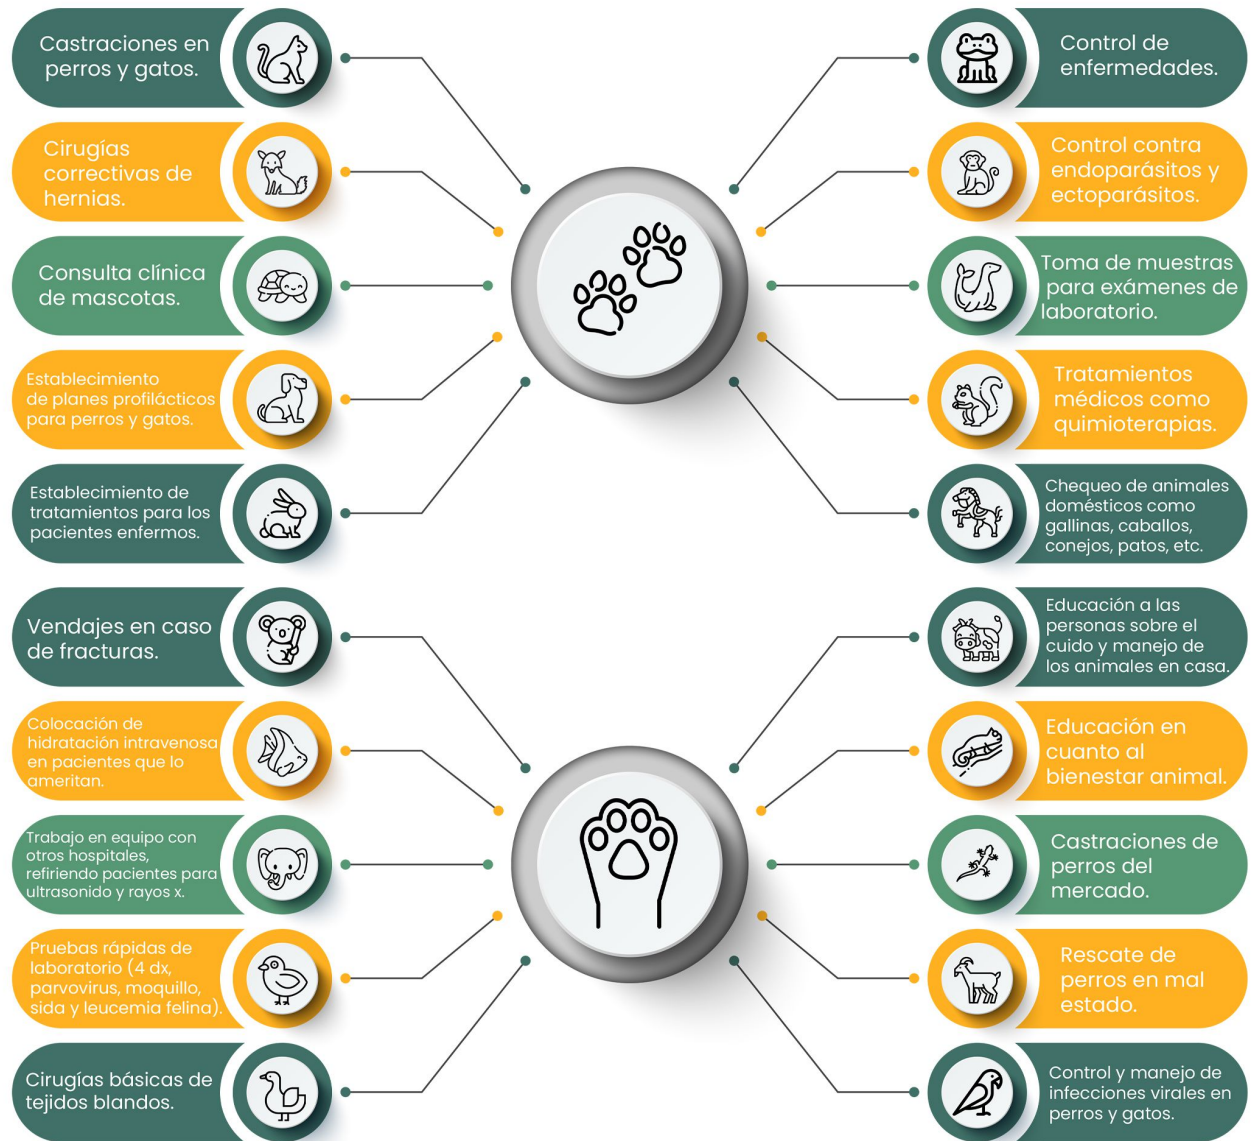 Castraciones en
perros y gatos.
Cirugías
correctivas de
hernias.
Consulta clínica
de mascotas.
Establecimiento
de planes profilácticos
para perros y gatos.
Establecimiento de
tratamientos para los
pacientes enfermos.
Control de
enfermedades.
Control contra
endoparásitos y
ectoparásitos.
Toma de muestras
para exámenes de
laboratorio.
Tratamientos
médicos como
quimioterapias.
Chequeo de animales
domésticos como
gallinas, caballos,
conejos, patos, etc.
Vendajes en caso
de fracturas.
Colocación de
hidratación intravenosa
en pacientes que lo
ameritan.
Trabajo en equipo con
otros hospitales,
refiriendo pacientes para
ultrasonido y rayos x.
Pruebas rápidas de
laboratorio (4 dx,
parvovirus, moquillo,
sida y leucemia felina).
Cirugías básicas de
tejidos blandos.
Educación a las
personas sobre el
cuido y manejo de
los animales en casa.
Educación en
cuanto al
bienestar animal.
Castraciones de
perros del
mercado.
Rescate de
perros en mal
estado.
Control y manejo de
infecciones virales en
perros y gatos.